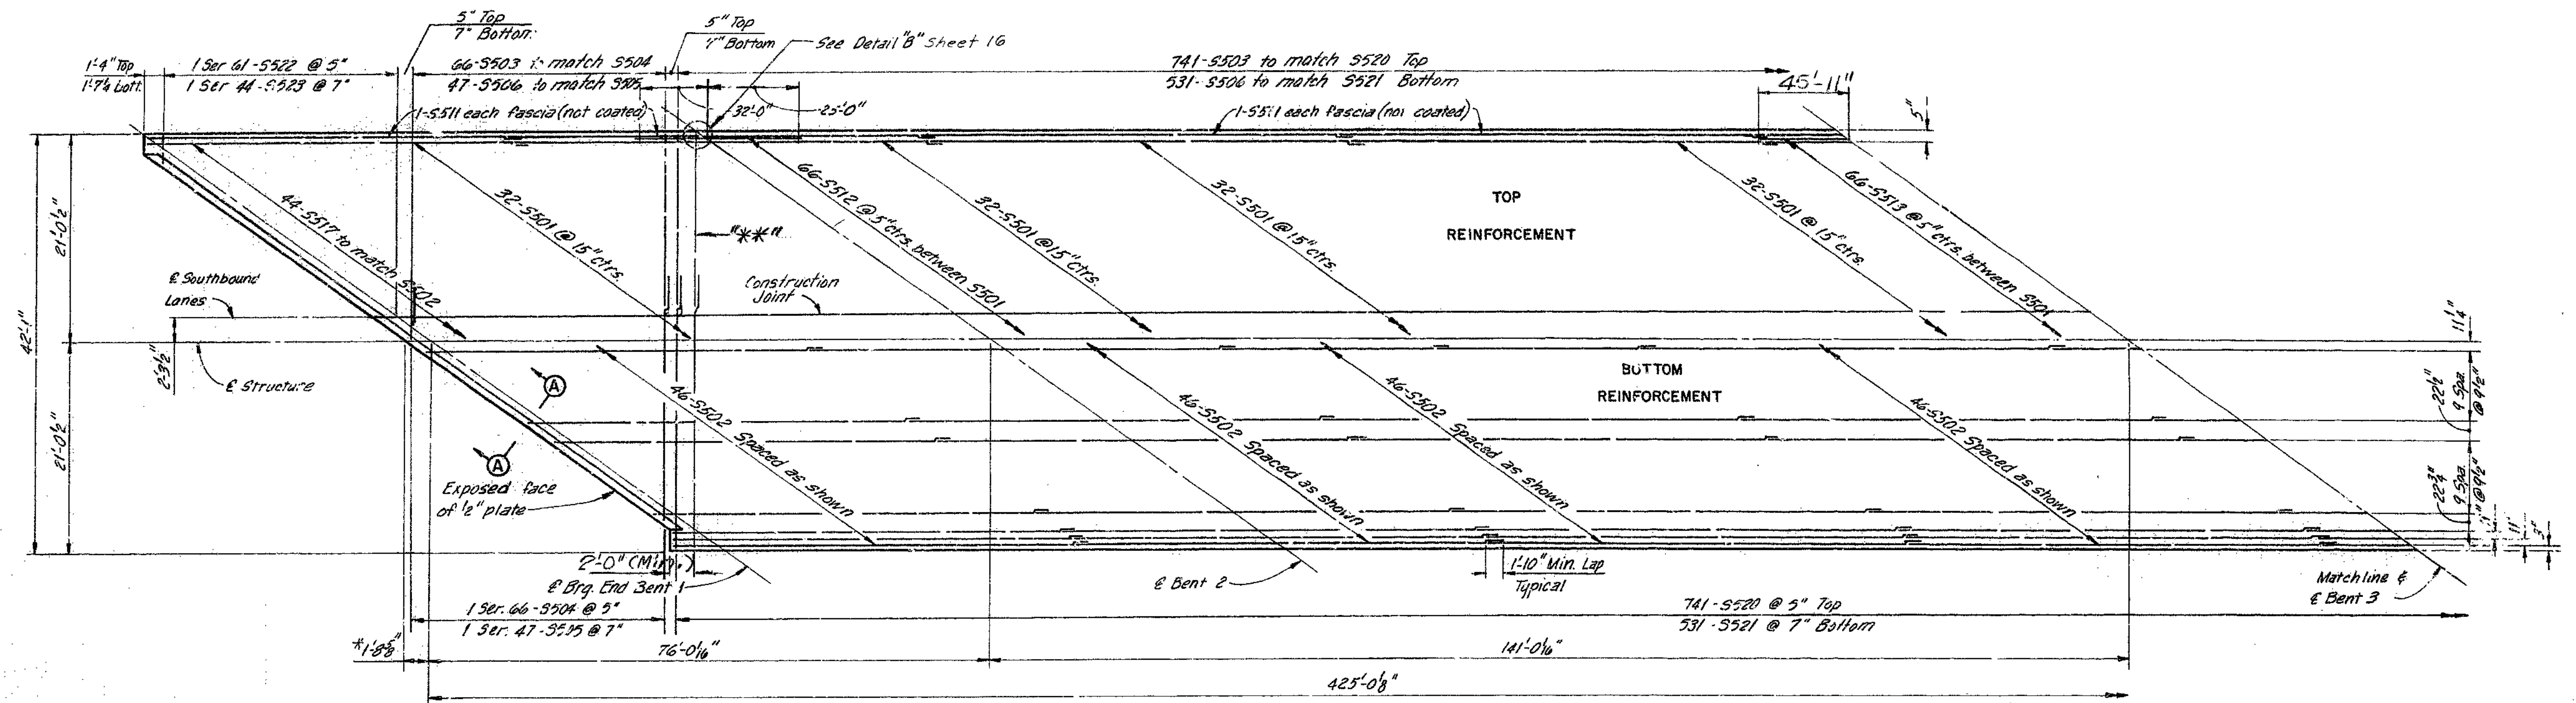 5" Top
7" Bottom
5" Top
7" Bottom
See Detail "B" Sheet 16
1'-4" Top
1'-7¼ bott.
1 Ser 61-S522 @ 5"
1 Ser 44-S523 @ 7"
66-S503 to match S504
47-S506 to match S505
741-S503 to match S520 Top
531-S506 to match S521 Bottom
45'-11"
1-S511 each fascia (not coated)
32'-0"
25'-0"
1-S511 each fascia (not coated)
5"
44-S517 to match S502
32-S501 @ 15" ctrs.
"**"
66-S512 @ 5" ctrs. between S501
32-S501 @ 15" ctrs.
32-S501 @ 15" ctrs.
TOP
REINFORCEMENT
32-S501 @ 15" ctrs.
66-S513 @ 5" ctrs. between S501
42'-1"
21'-0½"
21'-0½"
℄ Southbound
Lanes
Construction
Joint
2'-3½"
℄ Structure
11¼"
A
A
Exposed face
of ½" plate
46-S502 Spaced as shown
46-S502 Spaced as shown
46-S502 Spaced as shown
46-S502 Spaced as shown
BOTTOM
REINFORCEMENT
22½"
9 Spa.
@ 9½"
22¾"
9 Spa.
@ 9½"
11"
3"
2'-0" (Min.)
℄ Brg. End Bent 1
℄ Bent 2
1'-10" Min. Lap
Typical
Matchline &
℄ Bent 3
1 Ser. 66-S504 @ 5"
1 Ser. 47-S505 @ 7"
741-S520 @ 5" Top
531-S521 @ 7" Bottom
*1'-8⅝"
76'-0⅟₁₆"
141'-0⅟₁₆"
425'-0⅛"